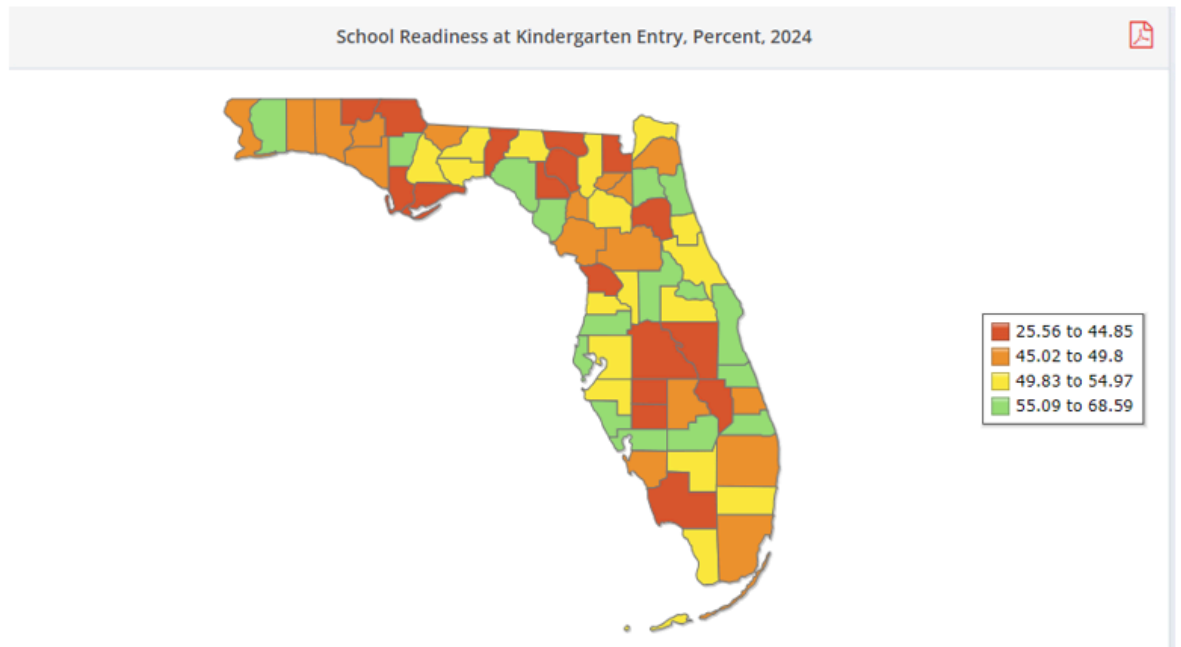 School Readiness at Kindergarten Entry, Percent, 2024
25.56 to 44.85
45.02 to 49.8
49.83 to 54.97
55.09 to 68.59